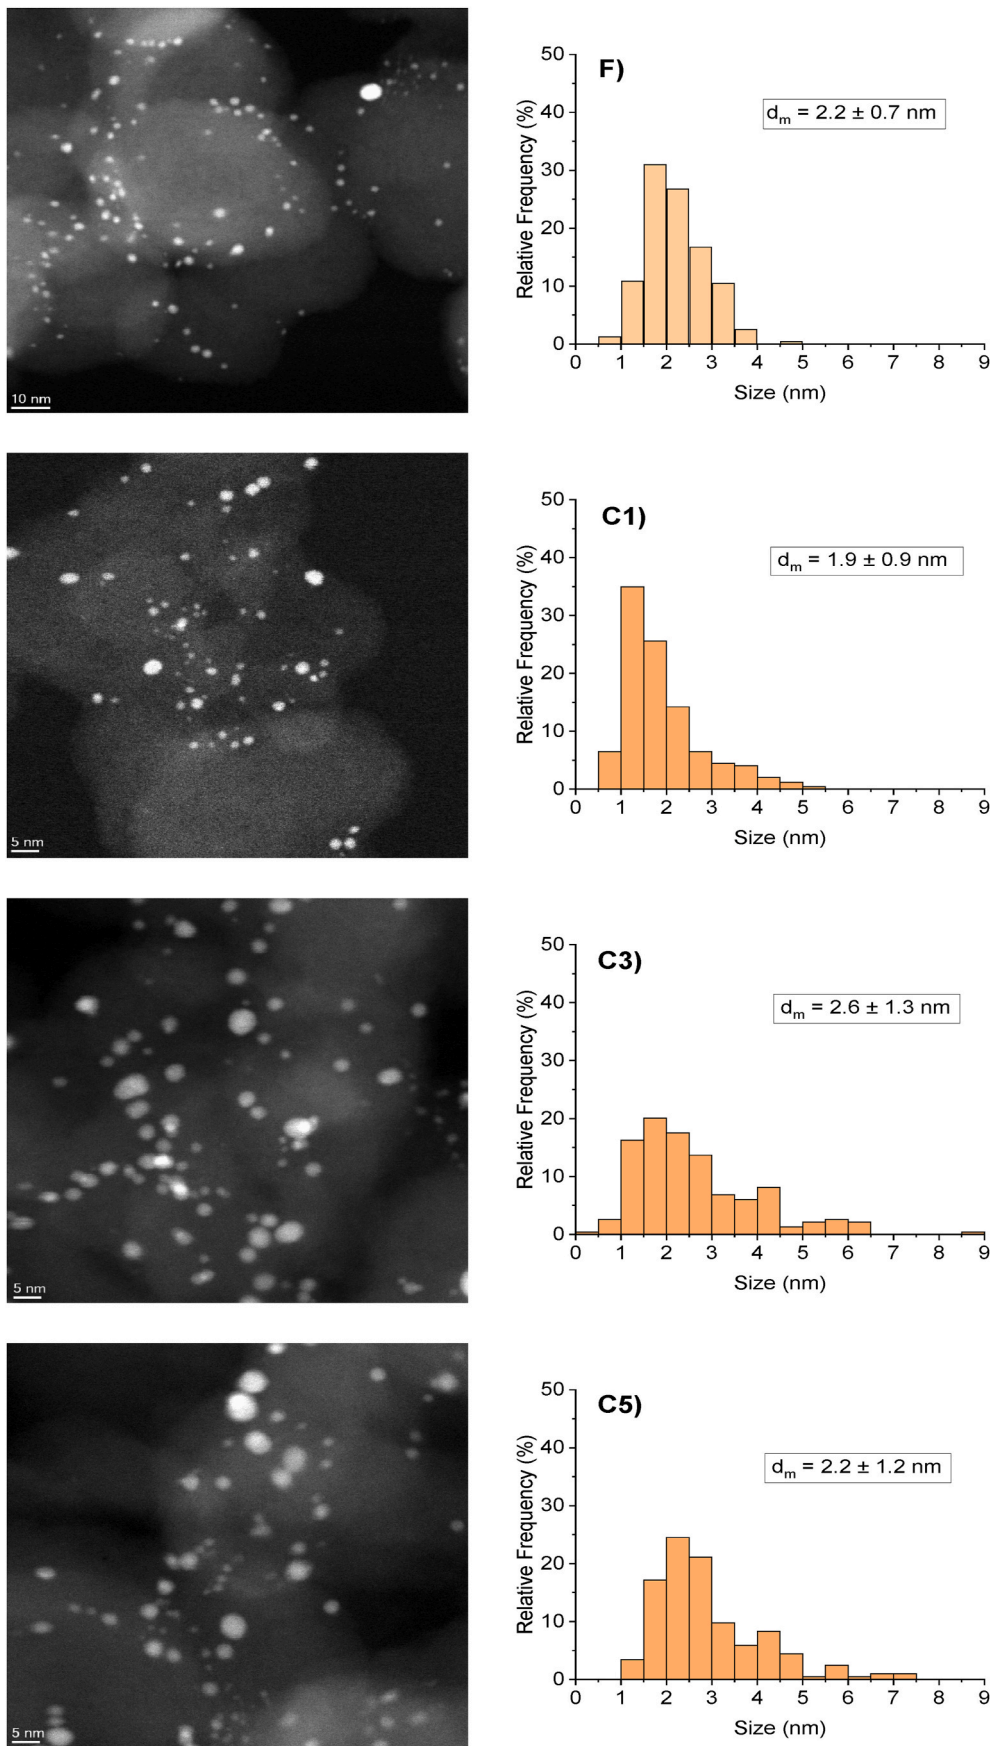 10 nm
F)
dm = 2.2 ± 0.7 nm
Relative Frequency (%)
50
40
30
20
10
0
0 1 2 3 4 5 6 7 8 9
Size (nm)
5 nm
C1)
dm = 1.9 ± 0.9 nm
Relative Frequency (%)
50
40
30
20
10
0
0 1 2 3 4 5 6 7 8 9
Size (nm)
5 nm
C3)
dm = 2.6 ± 1.3 nm
Relative Frequency (%)
50
40
30
20
10
0
0 1 2 3 4 5 6 7 8 9
Size (nm)
5 nm
C5)
dm = 2.2 ± 1.2 nm
Relative Frequency (%)
50
40
30
20
10
0
0 1 2 3 4 5 6 7 8 9
Size (nm)